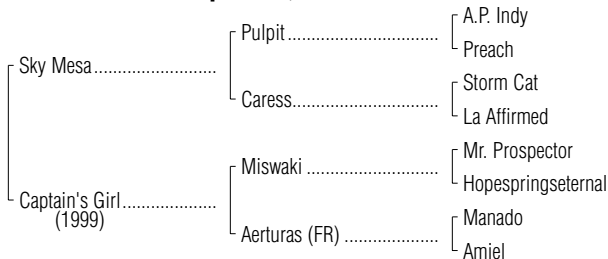 A.P. Indy
Pulpit
Preach
Sky Mesa
Storm Cat
Caress
La Affirmed
Mr. Prospector
Miswaki
Hopespringseternal
Captain's Girl
(1999)
Manado
Aerturas (FR)
Amiel